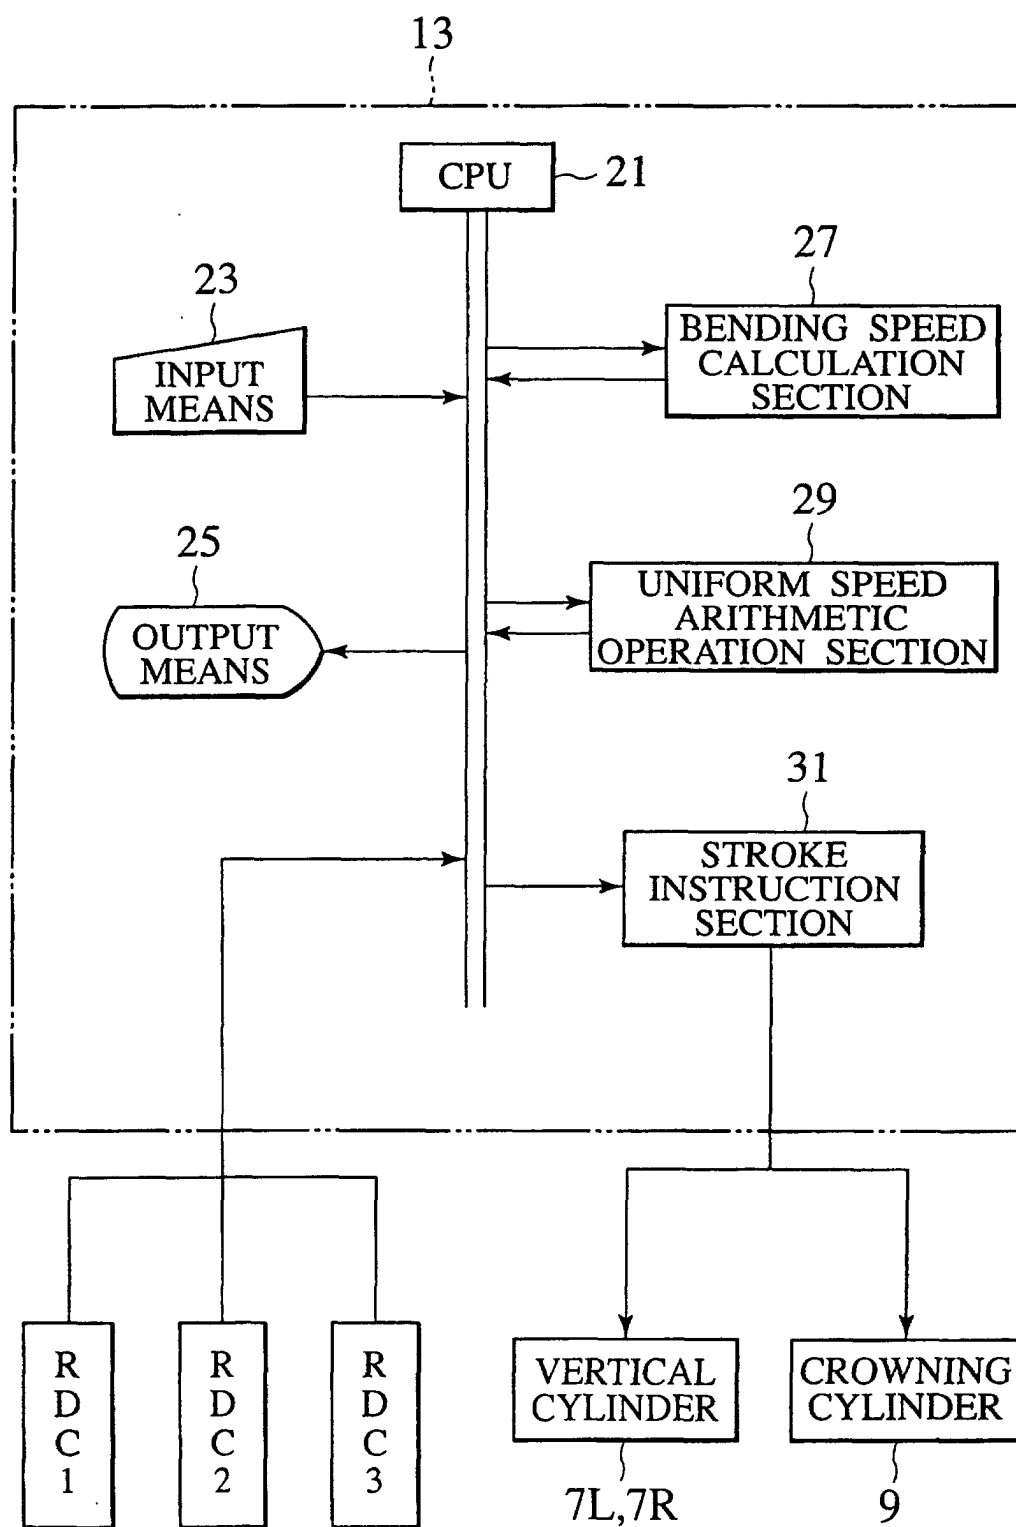 13
CPU
21
27
BENDING SPEED
CALCULATION
SECTION
23
INPUT
MEANS
29
UNIFORM SPEED
ARITHMETIC
OPERATION SECTION
25
OUTPUT
MEANS
31
STROKE
INSTRUCTION
SECTION
R
D
C
1
R
D
C
2
R
D
C
3
VERTICAL
CYLINDER
7L,7R
CROWNING
CYLINDER
9